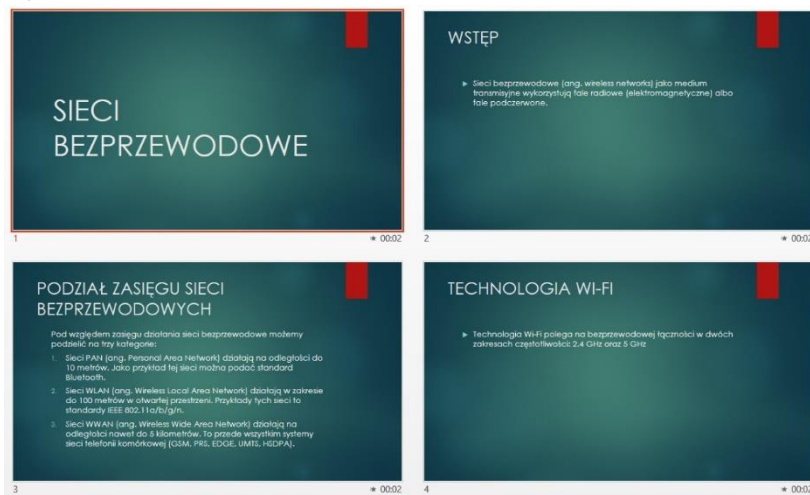 SIECI
BEZPRZEWODOWE
1
00:02
WSTĘP
Sieci bezprzewodowe (ang. wireless networks) jako medium
transmisyjne wykorzystują fale radiowe (elektromagnetyczne) albo
fale podczerwone.
2
00:02
PODZIAŁ ZASIĘGU SIECI
BEZPRZEWODOWYCH
Pod względem zasięgu działania sieci bezprzewodowe możemy
podzielić na trzy kategorie:
1. Sieci PAN (ang. Personal Area Network) działają na odległości do
10 metrów. Jako przykład tej sieci można podać standard
Bluetooth.
2. Sieci WLAN (ang. Wireless Local Area Network) działają w zakresie
do 100 metrów w otwartej przestrzeni. Przykłady tych sieci to
standardy IEEE 802.11a/b/g/n.
3. Sieci WWAN (ang. Wireless Wide Area Network) działają na
odległości nawet do 5 kilometrów. To przede wszystkim systemy
sieci telefonii komórkowej (GSM, PRS, EDGE, UMTS, HSDPA).
3
00:02
TECHNOLOGIA WI-FI
Technologia Wi-Fi polega na bezprzewodowej łączności w dwóch
zakresach częstotliwości: 2.4 GHz oraz 5 GHz
4
00:02